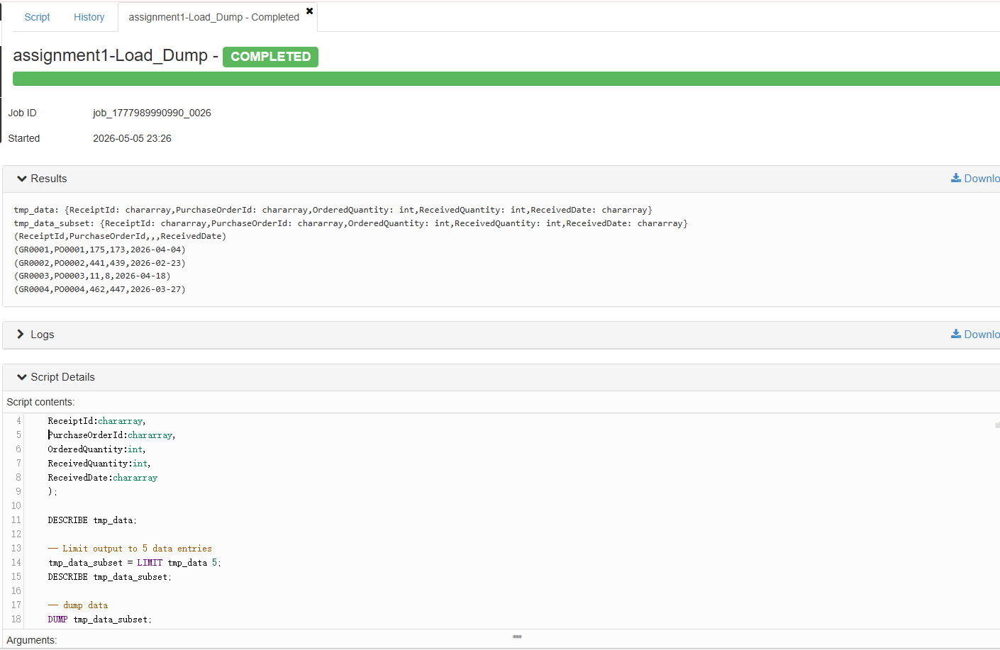 Script History assignment1-Load_Dump - Completed ✖
assignment1-Load_Dump - COMPLETED
Job ID job_1777989990990_0026
Started 2026-05-05 23:26
Results Downlo
tmp_data: {ReceiptId: chararray,PurchaseOrderId: chararray,OrderedQuantity: int,ReceivedQuantity: int,ReceivedDate: chararray}
tmp_data_subset: {ReceiptId: chararray,PurchaseOrderId: chararray,OrderedQuantity: int,ReceivedQuantity: int,ReceivedDate: chararray}
(ReceiptId,PurchaseOrderId,,,ReceivedDate)
(GR0001,PO0001,175,173,2026-04-04)
(GR0002,PO0002,441,439,2026-02-23)
(GR0003,PO0003,11,8,2026-04-18)
(GR0004,PO0004,462,447,2026-03-27)
Logs Downlo
Script Details
Script contents:
4 ReceiptId:chararray,
5 PurchaseOrderId:chararray,
6 OrderedQuantity:int,
7 ReceivedQuantity:int,
8 ReceivedDate:chararray
9 );
10
11 DESCRIBE tmp_data;
12
13 -- Limit output to 5 data entries
14 tmp_data_subset = LIMIT tmp_data 5;
15 DESCRIBE tmp_data_subset;
16
17 -- dump data
18 DUMP tmp_data_subset;
Arguments: